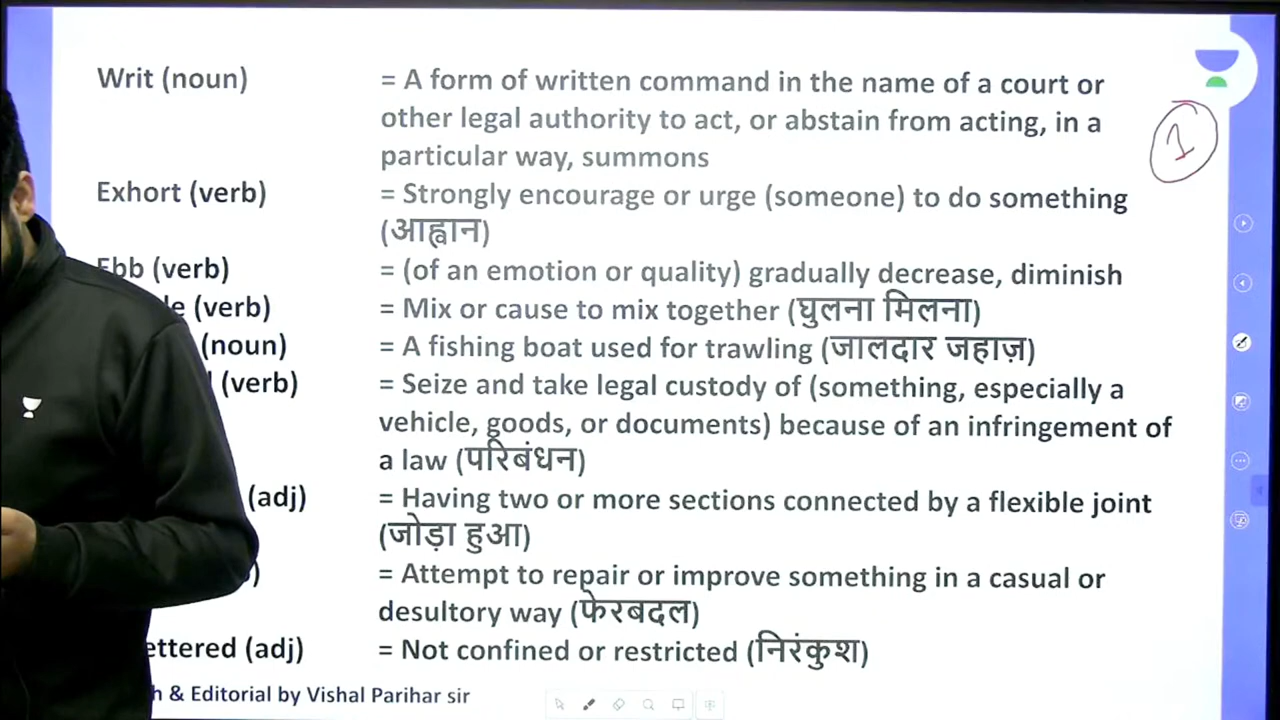 Writ (noun) = A form of written command in the name of a court or
other legal authority to act, or abstain from acting, in a
particular way, summons
1
Exhort (verb) = Strongly encourage or urge (someone) to do something
(आह्वान)
Ebb (verb) = (of an emotion or quality) gradually decrease, diminish
(verb) = Mix or cause to mix together (घुलना मिलना)
(noun) = A fishing boat used for trawling (जालदार जहाज़)
(verb) = Seize and take legal custody of (something, especially a
vehicle, goods, or documents) because of an infringement of
a law (परिबंधन)
(adj) = Having two or more sections connected by a flexible joint
(जोड़ा हुआ)
= Attempt to repair or improve something in a casual or
desultory way (फेरबदल)
ettered (adj) = Not confined or restricted (निरंकुश)
& Editorial by Vishal Parihar sir